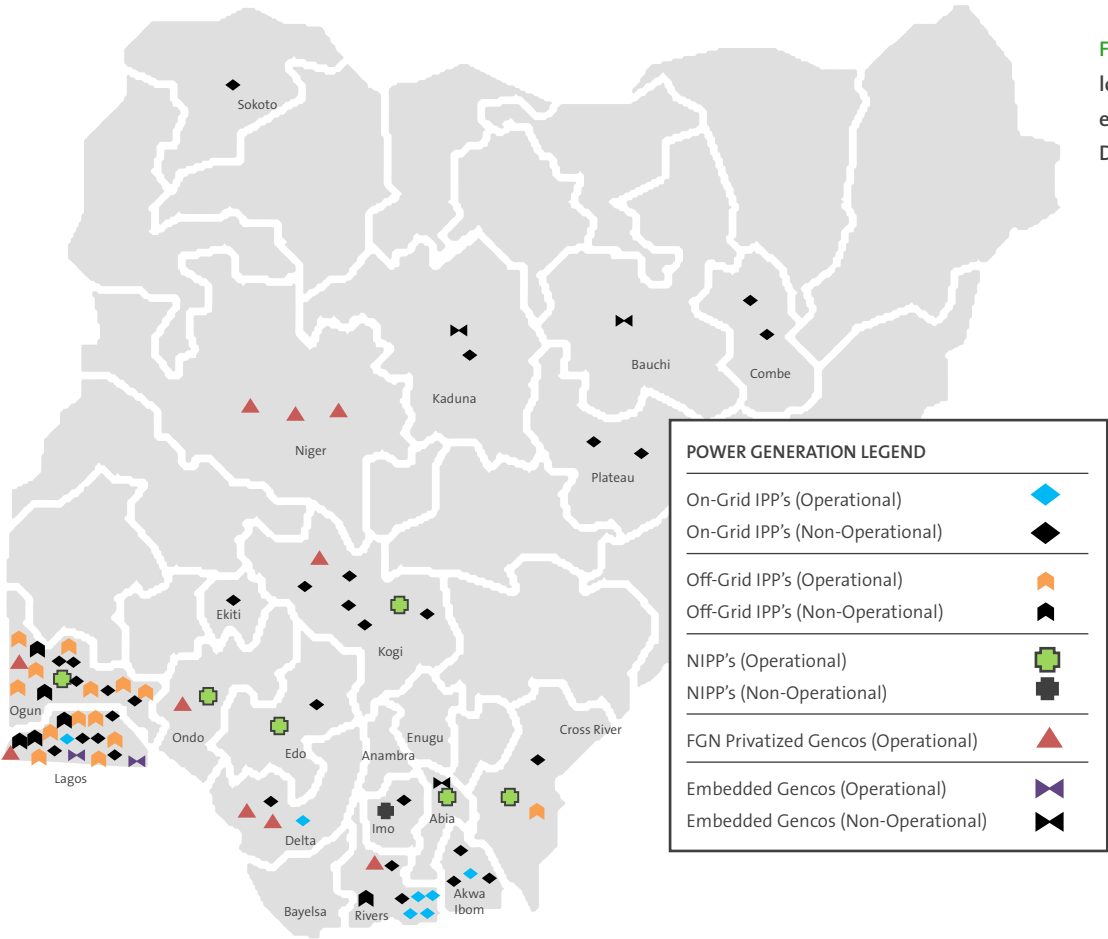 F
l
e
D
Sokoto
Bauchi
Combe
Kaduna
Niger
Plateau
POWER GENERATION LEGEND
On-Grid IPP's (Operational)
On-Grid IPP's (Non-Operational)
Off-Grid IPP's (Operational)
Off-Grid IPP's (Non-Operational)
NIPP's (Operational)
NIPP's (Non-Operational)
FGN Privatized Gencos (Operational)
Embedded Gencos (Operational)
Embedded Gencos (Non-Operational)
Ekiti
Kogi
Ogun
Ondo
Edo
Enugu
Anambra
Cross River
Lagos
Delta
Imo
Abia
Akwa
Ibom
Bayelsa
Rivers